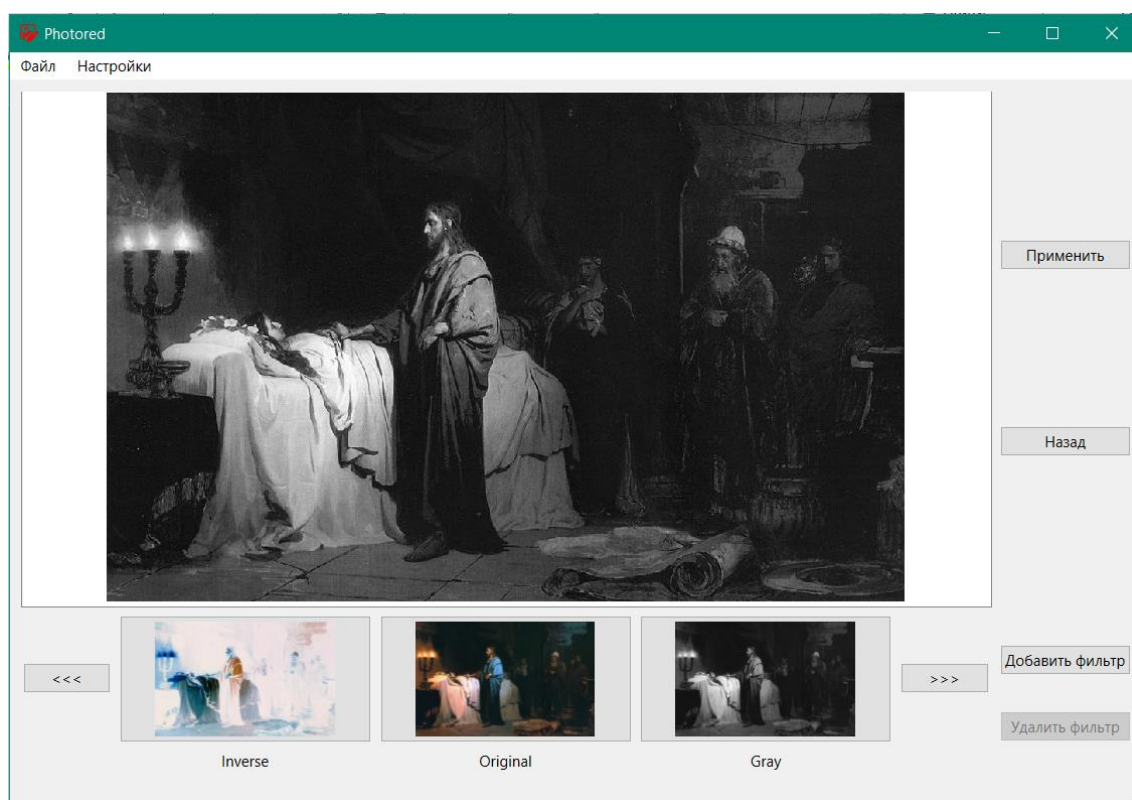 Photored
Файл Настройки
Применить
Назад
<<<
>>>
Добавить фильтр
Удалить фильтр
Inverse Original Gray